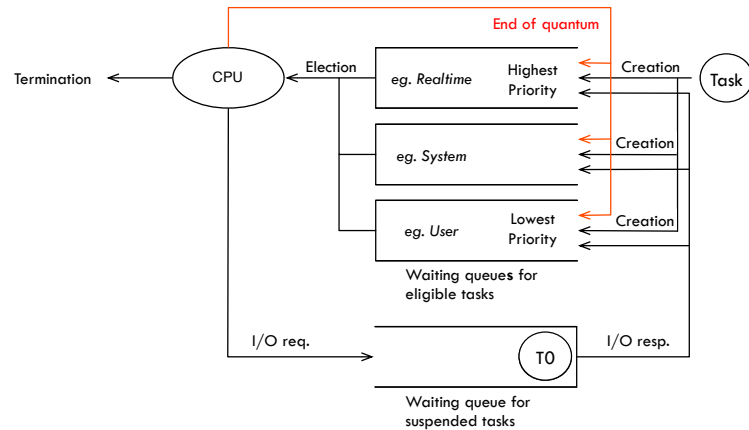 End of quantum
Termination
CPU
Election
eg. Realtime
Highest
Priority
Creation
Task
eg. System
Creation
eg. User
Lowest
Priority
Creation
Waiting queues for
eligible tasks
I/O req.
T0
I/O resp.
Waiting queue for
suspended tasks